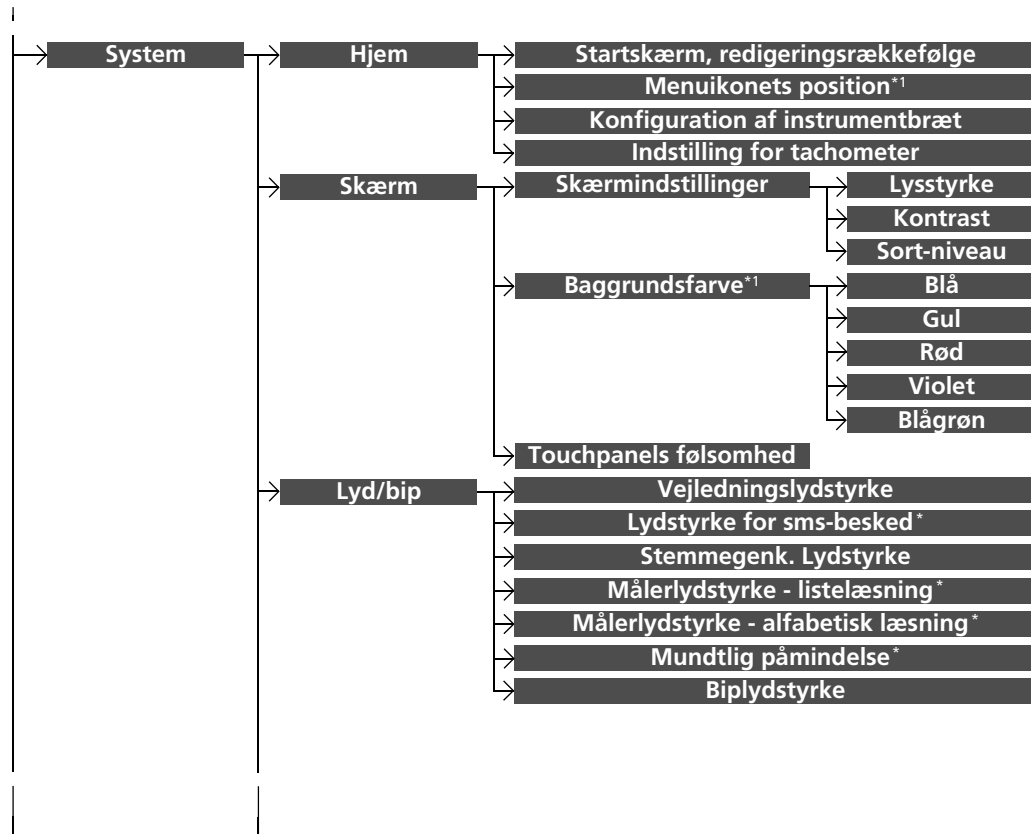 System
Hjem
Startskærm, redigeringsrækkefølge
Menuikonets position*1
Konfiguration af instrumentbræt
Indstilling for tachometer
Skærm
Skærmindstillinger
Lysstyrke
Kontrast
Sort-niveau
Baggrundsfarve*1
Blå
Gul
Rød
Violet
Blågrøn
Touchpanels følsomhed
Lyd/bip
Vejledningslydstyrke
Lydstyrke for sms-besked*
Stemmegenk. Lydstyrke
Målerlydstyrke - listelæsning*
Målerlydstyrke - alfabetisk læsning*
Mundtlig påmindelse*
Biplydstyrke